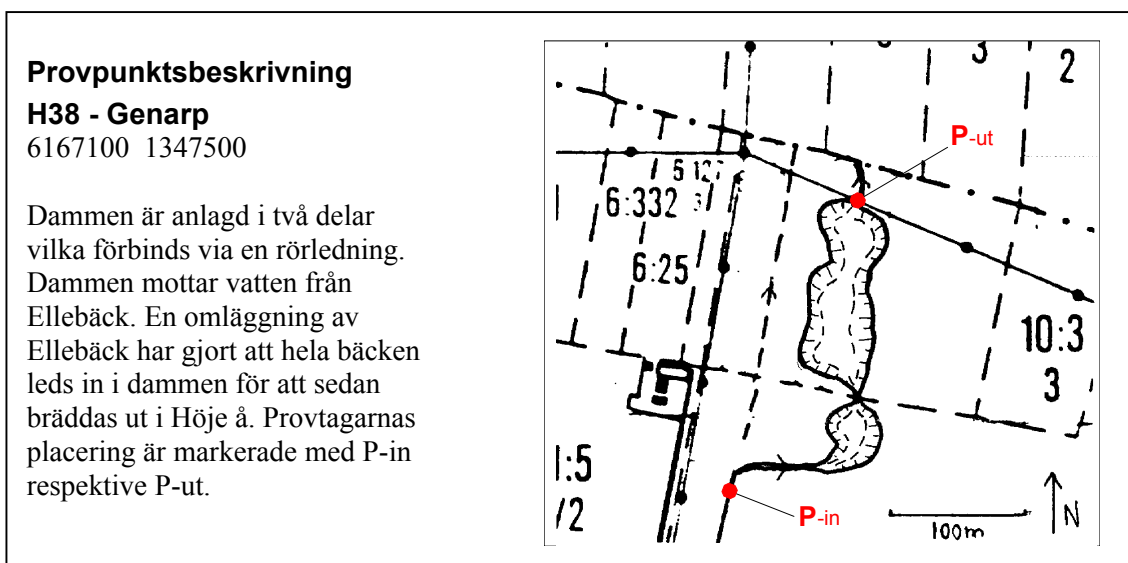 Provpunktsbeskrivning
H38 - Genarp
6167100 1347500
Dammen är anlagd i två delar
vilka förbinds via en rörledning.
Dammen mottar vatten från
Ellebäck. En omläggning av
Ellebäck har gjort att hela bäcken
leds in i dammen för att sedan
bräddas ut i Höje å. Provtagarnas
placering är markerade med P-in
respektive P-ut.
3
2
P-ut
6:332
3
6:25
10:3
3
1:5
/2
P-in
100m
N